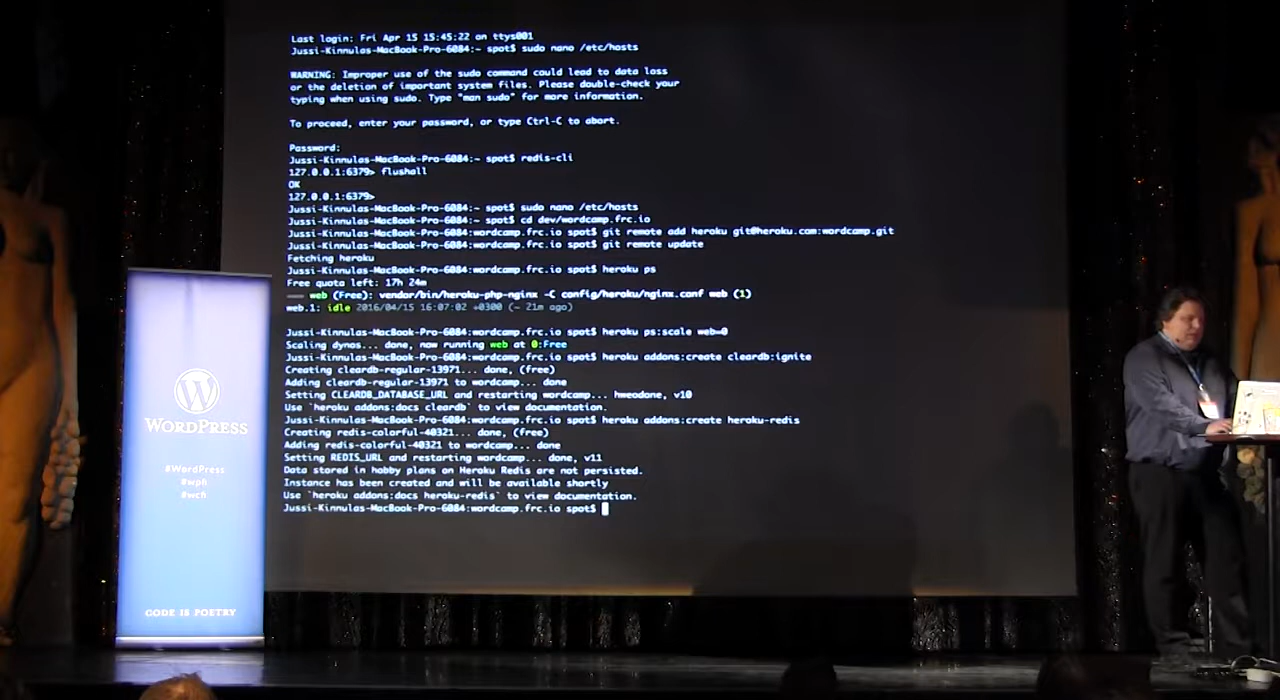 Last login: Fri Apr 15 15:45:22 on ttys001
Jussi-Kinnulas-MacBook-Pro-6084:~ spot$ sudo nano /etc/hosts
WARNING: Improper use of the sudo command could lead to data loss
or the deletion of important system files. Please double-check your
typing when using sudo. Type "man sudo" for more information.
To proceed, enter your password, or type Ctrl-C to abort.
Password:
Jussi-Kinnulas-MacBook-Pro-6084:~ spot$ redis-cli
127.0.0.1:6379> flushall
OK
127.0.0.1:6379>
Jussi-Kinnulas-MacBook-Pro-6084:~ spot$ sudo nano /etc/hosts
Jussi-Kinnulas-MacBook-Pro-6084:~ spot$ cd dev/wordcamp.frc.io
Jussi-Kinnulas-MacBook-Pro-6084:wordcamp.frc.io spot$ git remote add heroku git@heroku.com:wordcamp.git
Jussi-Kinnulas-MacBook-Pro-6084:wordcamp.frc.io spot$ git remote update
Fetching heroku
Jussi-Kinnulas-MacBook-Pro-6084:wordcamp.frc.io spot$ heroku ps
Free quota left: 17h 24m
=== web (Free): vendor/bin/heroku-php-nginx -C config/heroku/nginx.conf web (1)
web.1: idle 2016/04/15 16:07:02 +0300 (~ 21m ago)
Jussi-Kinnulas-MacBook-Pro-6084:wordcamp.frc.io spot$ heroku ps:scale web=0
Scaling dynos... done, now running web at 0:Free
Jussi-Kinnulas-MacBook-Pro-6084:wordcamp.frc.io spot$ heroku addons:create cleardb:ignite
Creating cleardb-regular-13971... done, (free)
Adding cleardb-regular-13971 to wordcamp... done
Setting CLEARDB_DATABASE_URL and restarting wordcamp... hweodone, v10
Use `heroku addons:docs cleardb` to view documentation.
Jussi-Kinnulas-MacBook-Pro-6084:wordcamp.frc.io spot$ heroku addons:create heroku-redis
Creating redis-colorful-40321... done, (free)
Adding redis-colorful-40321 to wordcamp... done
Setting REDIS_URL and restarting wordcamp... done, v11
Data stored in hobby plans on Heroku Redis are not persisted.
Instance has been created and will be available shortly
Use `heroku addons:docs heroku-redis` to view documentation.
Jussi-Kinnulas-MacBook-Pro-6084:wordcamp.frc.io spot$
WORDPRESS
#WordPress
#wpfi
#wcfi
CODE IS POETRY